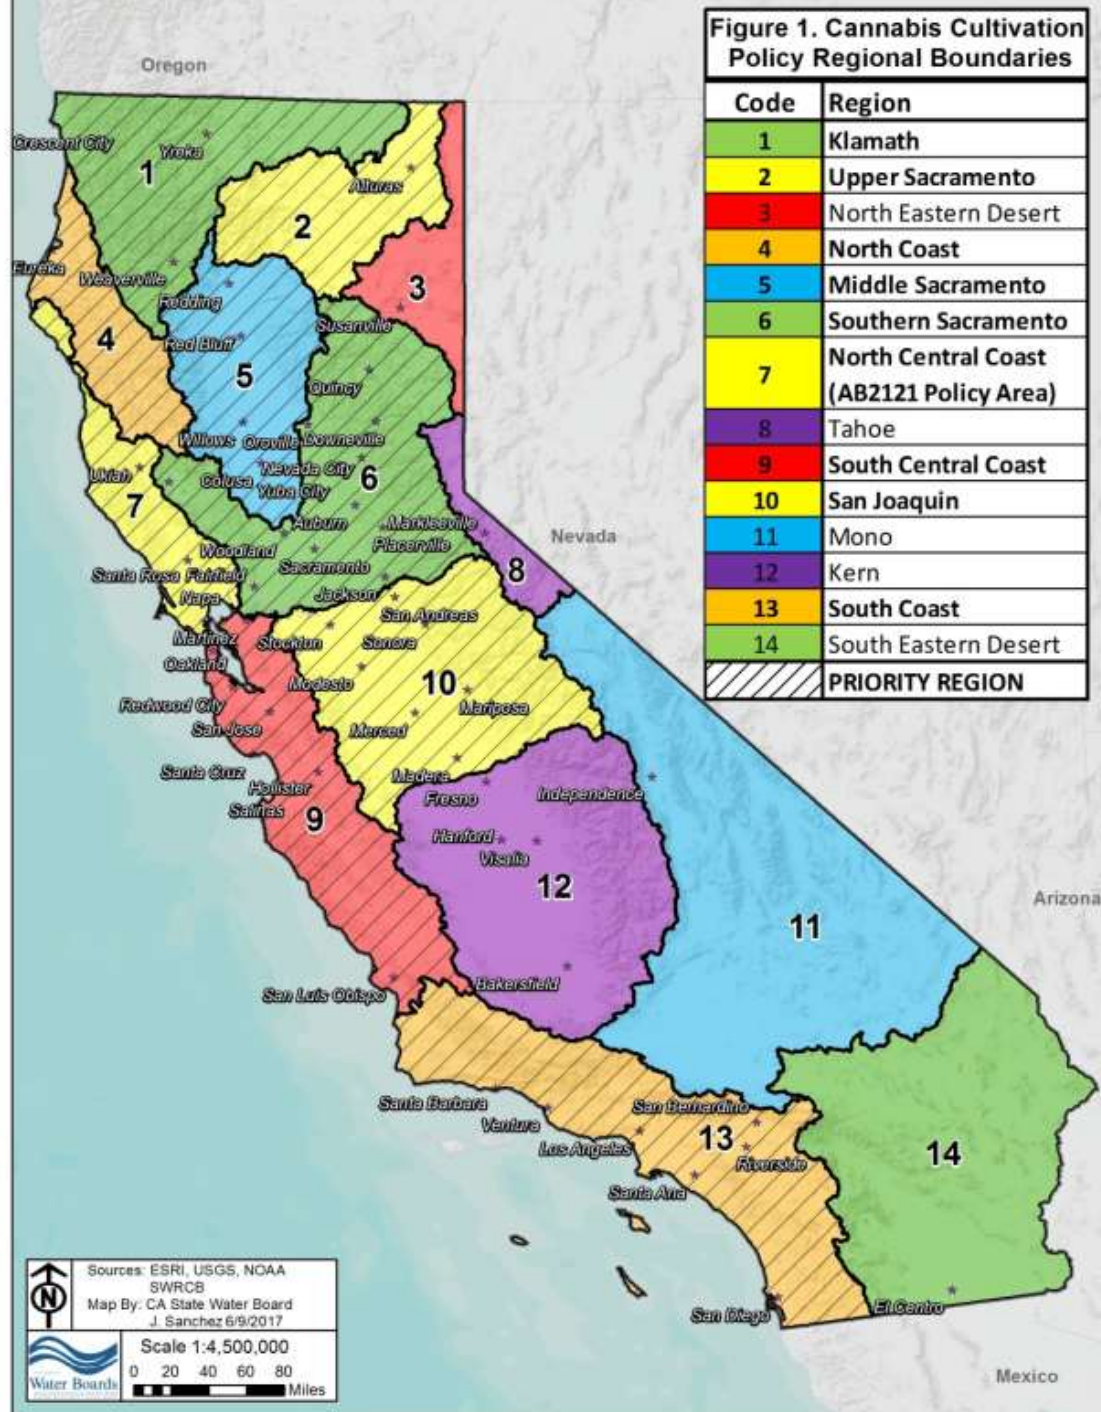 Figure 1. Cannabis Cultivation
Policy Regional Boundaries
Code Region
1 Klamath
2 Upper Sacramento
3 North Eastern Desert
4 North Coast
5 Middle Sacramento
6 Southern Sacramento
7 North Central Coast
(AB2121 Policy Area)
8 Tahoe
9 South Central Coast
10 San Joaquin
11 Mono
12 Kern
13 South Coast
14 South Eastern Desert
PRIORITY REGION
Oregon
Crescent City
Yreka
1
Alturas
2
Eureka
Weaverville
3
Redding
Susanville
4
Red Bluff
5
Quincy
Willows
Oroville
Downeville
Ukiah
Nevada City
6
Colusa
Yuba City
7
Auburn
Markleeville
Nevada
Woodland
Placerville
Sacramento
8
Santa Rosa
Fairfield
Jackson
Napa
San Andreas
Martinez
Stockton
Sonora
Oakland
Modesto
10
Redwood City
Mariposa
San Jose
Merced
Santa Cruz
Madera
Hollister
Fresno
Independence
Salinas
9
Hanford
Visalia
12
Arizona
11
Bakersfield
San Luis Obispo
Santa Barbara
San Bernardino
Ventura
13
Los Angeles
14
Riverside
Santa Ana
San Diego
El Centro
Mexico
N
Sources: ESRI, USGS, NOAA
SWRCB
Map By: CA State Water Board
J. Sanchez 6/9/2017
Water Boards
Scale 1:4,500,000
0 20 40 60 80
Miles